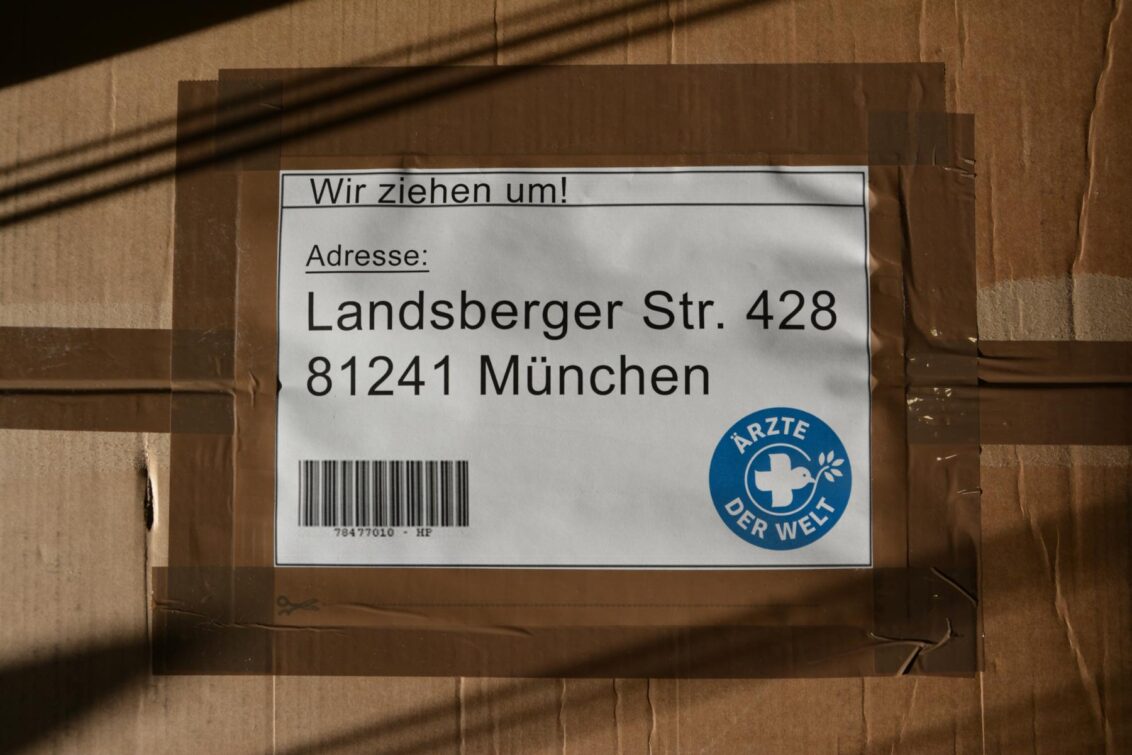 Wir ziehen um!
Adresse:
Landsberger Str. 428
81241 München
ÄRZTE
DER WELT
78477010 - HP